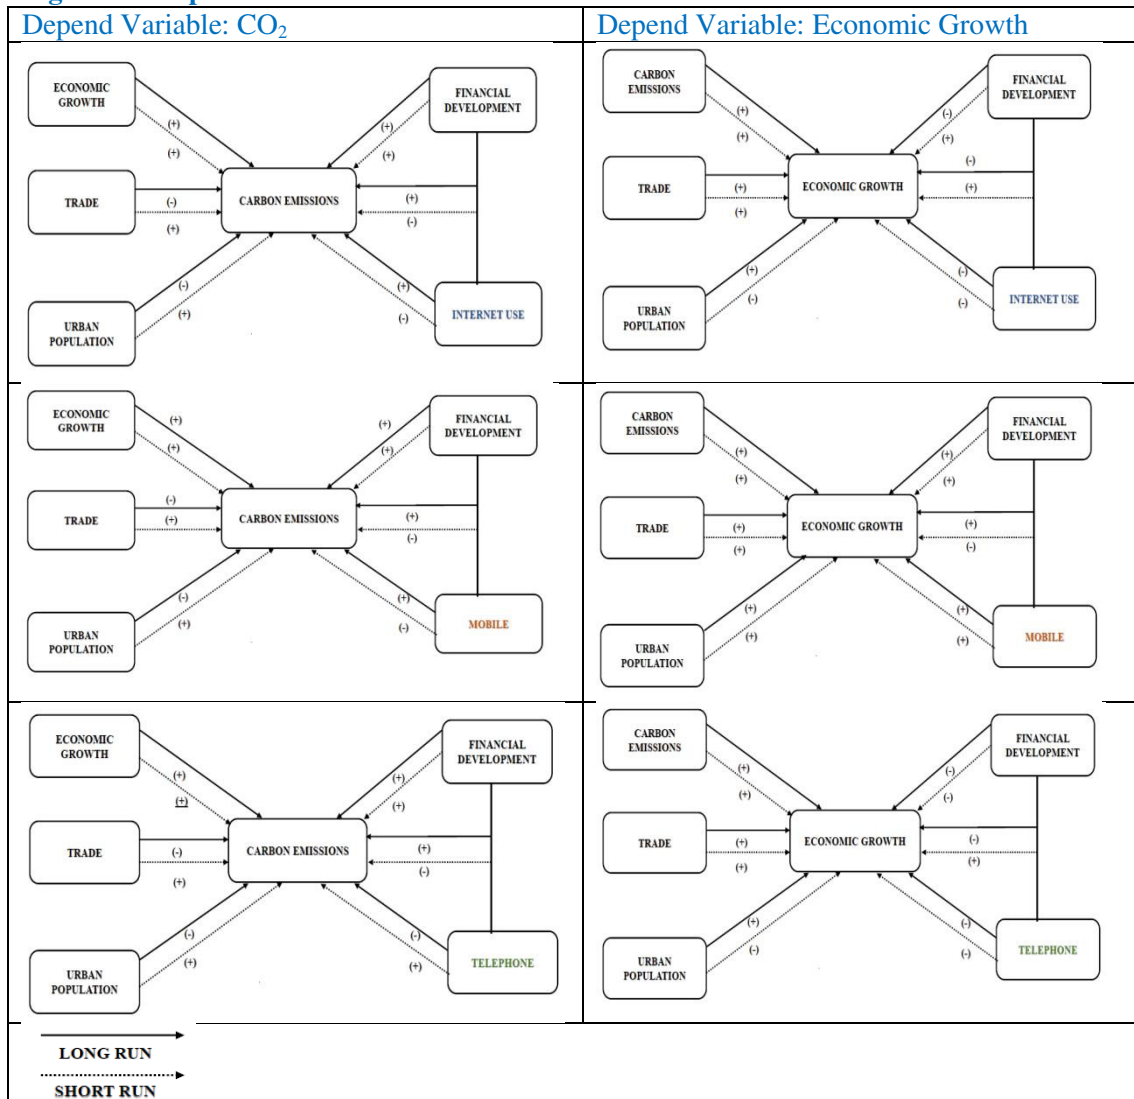 Depend Variable: CO2
Depend Variable: Economic Growth
ECONOMIC
GROWTH
FINANCIAL
DEVELOPMENT
(+)
(+)
(+)
(+)
TRADE
(-)
(+)
CARBON EMISSIONS
(+)
(-)
(-)
(+)
(+)
(-)
URBAN
POPULATION
INTERNET USE
CARBON
EMISSIONS
FINANCIAL
DEVELOPMENT
(+)
(+)
(-)
(+)
TRADE
(+)
(+)
ECONOMIC GROWTH
(-)
(+)
(+)
(-)
(-)
(-)
URBAN
POPULATION
INTERNET USE
ECONOMIC
GROWTH
FINANCIAL
DEVELOPMENT
(+)
(+)
(+)
(+)
TRADE
(-)
(+)
CARBON EMISSIONS
(+)
(-)
(-)
(+)
(+)
(-)
URBAN
POPULATION
MOBILE
CARBON
EMISSIONS
FINANCIAL
DEVELOPMENT
(+)
(+)
(+)
(+)
TRADE
(+)
(+)
ECONOMIC GROWTH
(+)
(-)
(+)
(+)
(+)
(+)
URBAN
POPULATION
MOBILE
ECONOMIC
GROWTH
FINANCIAL
DEVELOPMENT
(+)
(+)
(+)
(+)
TRADE
(-)
(+)
CARBON EMISSIONS
(+)
(-)
(-)
(+)
(-)
(+)
URBAN
POPULATION
TELEPHONE
CARBON
EMISSIONS
FINANCIAL
DEVELOPMENT
(+)
(+)
(-)
(-)
TRADE
(+)
(+)
ECONOMIC GROWTH
(-)
(+)
(+)
(-)
(-)
(-)
URBAN
POPULATION
TELEPHONE
LONG RUN
SHORT RUN